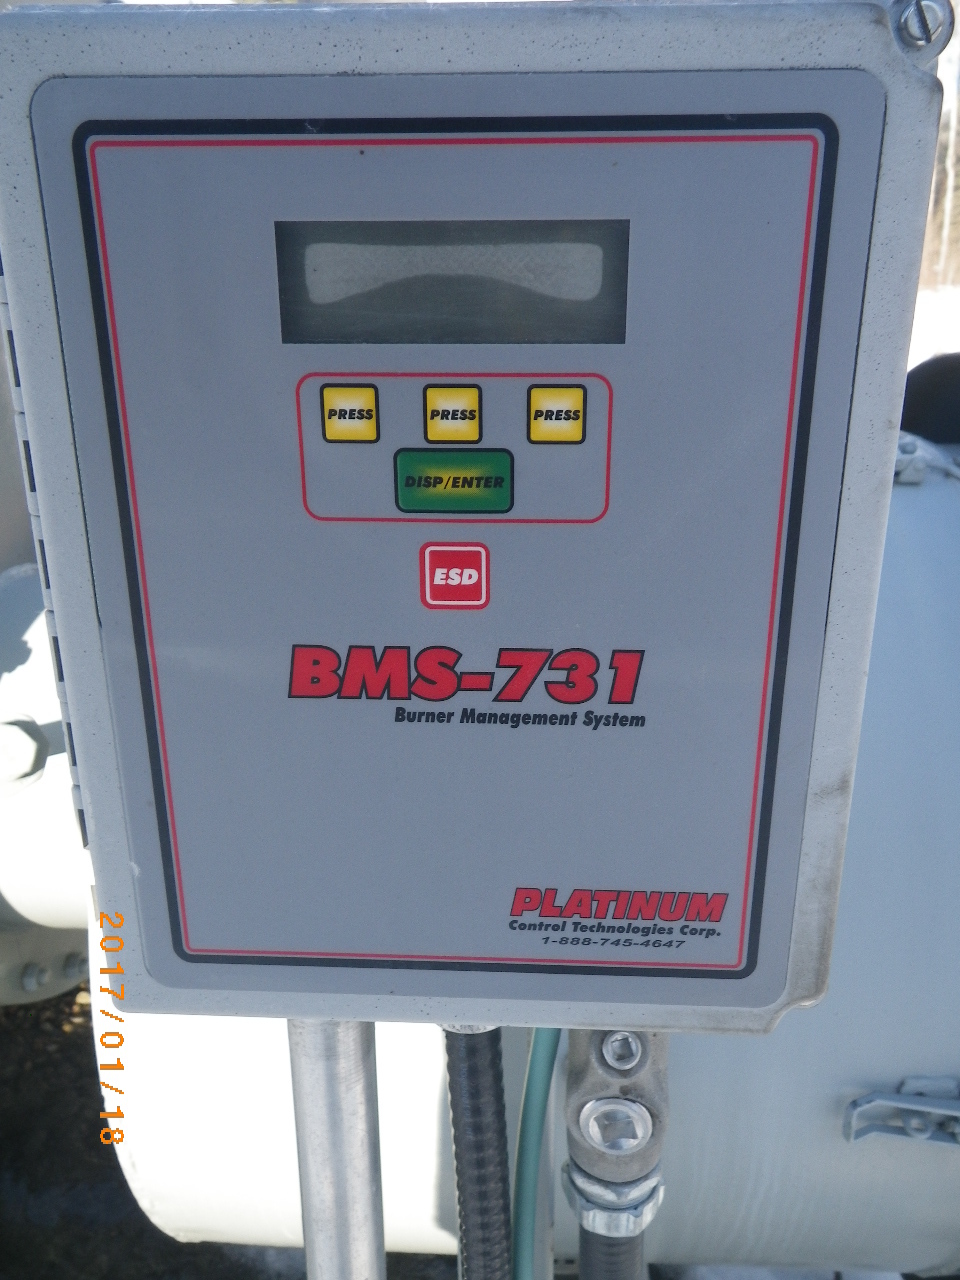 PRESS PRESS PRESS
DISP/ENTER
ESD
BMS-731
Burner Management System
PLATINUM
Control Technologies Corp.
1-888-745-4647
2017/01/18